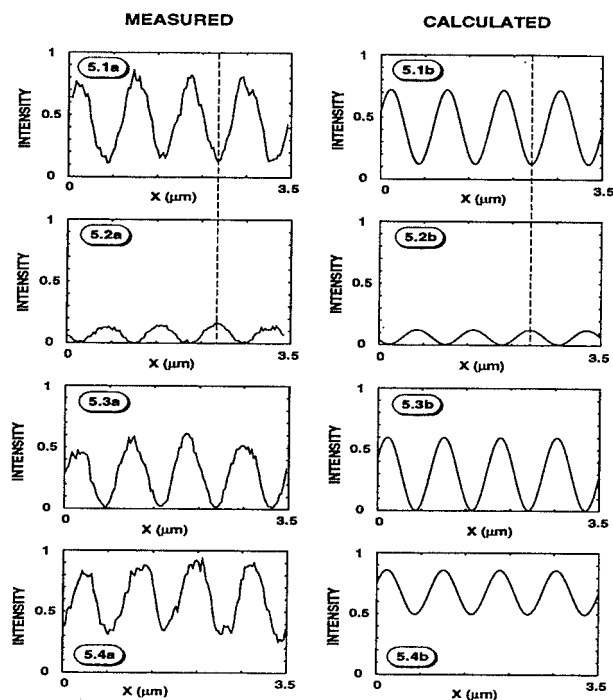 MEASURED
CALCULATED
5.1a
INTENSITY
1
0.5
0
0
X (μm)
3.5
5.1b
INTENSITY
1
0.5
0
0
X (μm)
3.5
5.2a
INTENSITY
1
0.5
0
0
X (μm)
3.5
5.2b
INTENSITY
1
0.5
0
0
X (μm)
3.5
5.3a
INTENSITY
1
0.5
0
0
X (μm)
3.5
5.3b
INTENSITY
1
0.5
0
0
X (μm)
3.5
5.4a
INTENSITY
1
0.5
0
0
X (μm)
3.5
5.4b
INTENSITY
1
0.5
0
0
X (μm)
3.5